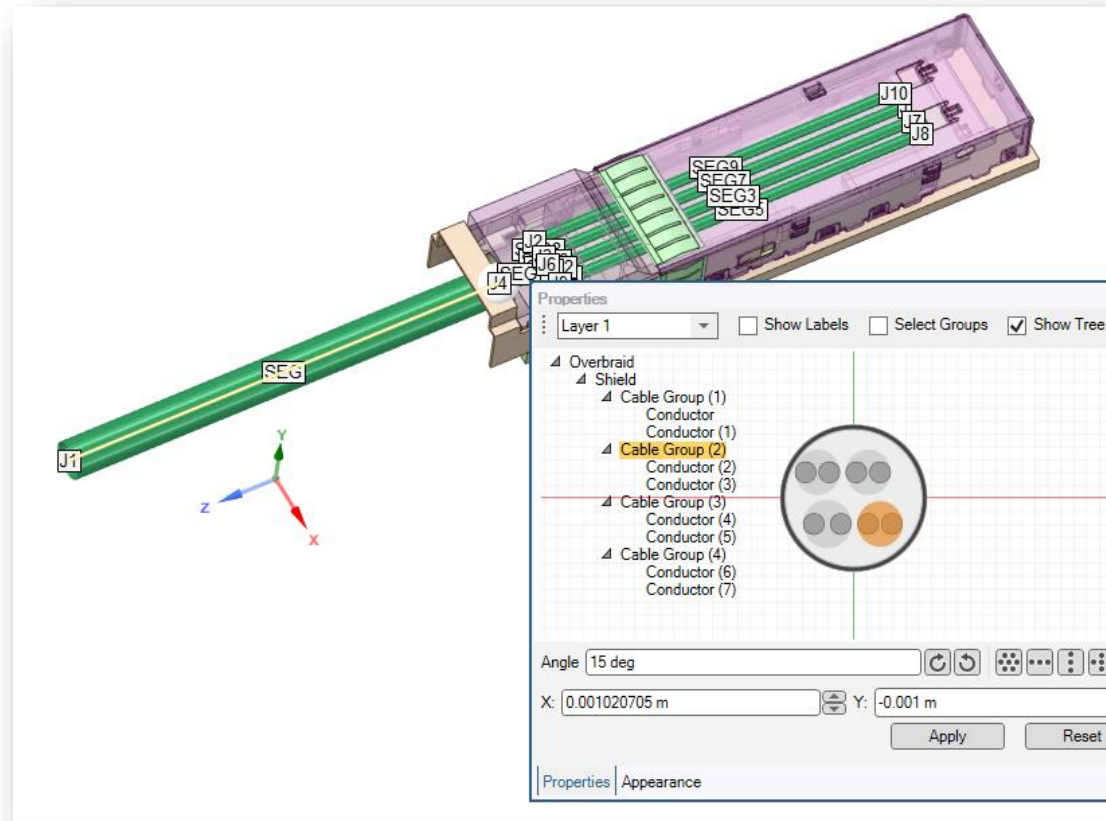 J10
J7
J8
SEG9
SEG7
SEG3
SEG5
J2
J6
J4
SEG
J1
Y
Z
X
Properties
Layer 1 Show Labels Select Groups Show Tree
Overbraid
Shield
Cable Group (1)
Conductor
Conductor (1)
Cable Group (2)
Conductor (2)
Conductor (3)
Cable Group (3)
Conductor (4)
Conductor (5)
Cable Group (4)
Conductor (6)
Conductor (7)
Angle 15 deg
X: 0.001020705 m Y: -0.001 m
Apply Reset
Properties Appearance